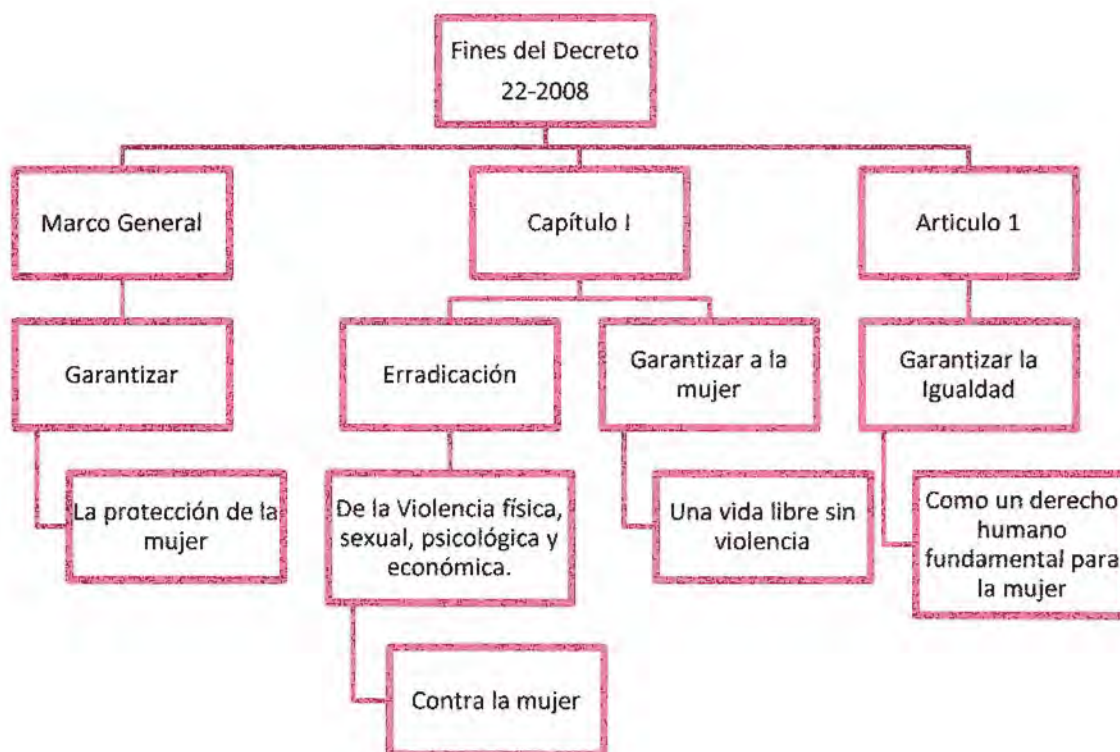 Fines del Decreto
22-2008
Marco General
Capítulo I
Articulo 1
Garantizar
Erradicación
Garantizar a la
mujer
Garantizar la
Igualdad
La protección de la
mujer
De la Violencia física,
sexual, psicológica y
económica.
Una vida libre sin
violencia
Como un derecho
humano
fundamental para
la mujer
Contra la mujer